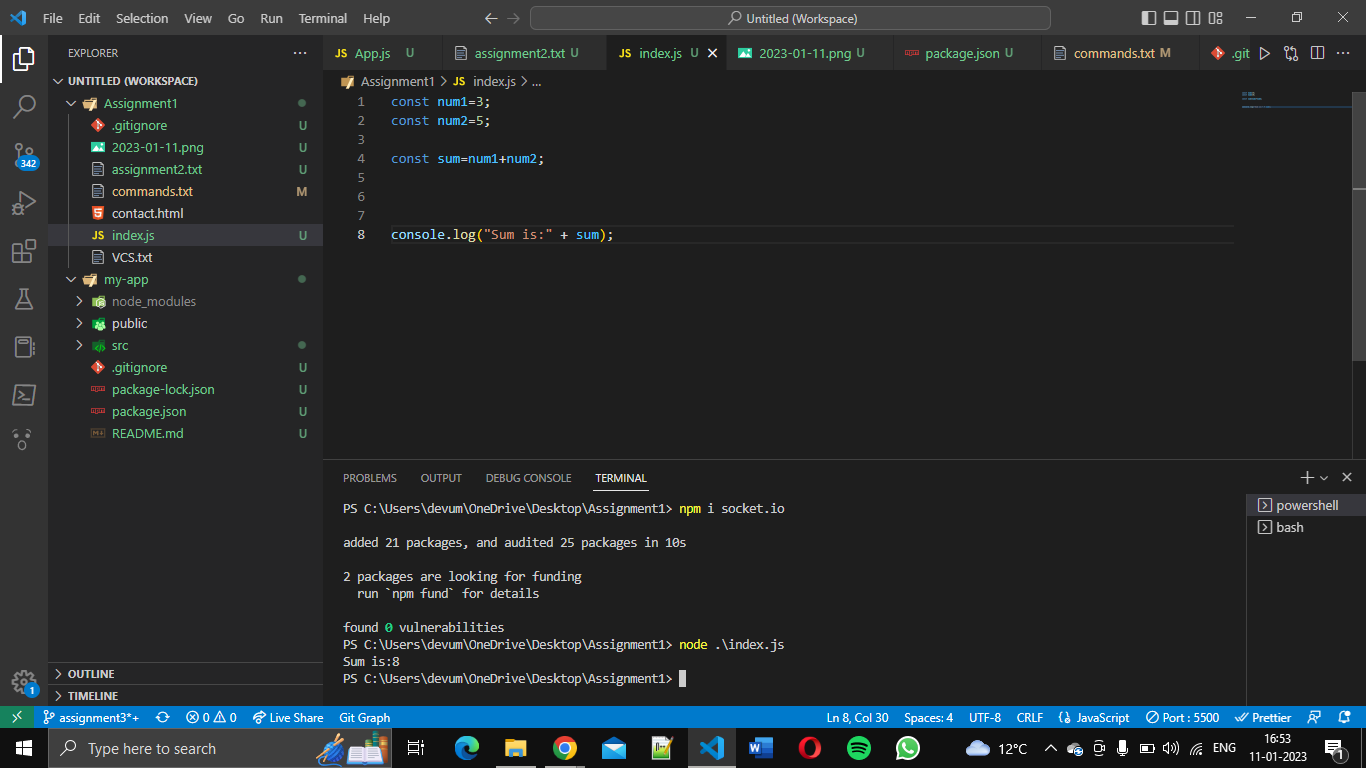 File Edit Selection View Go Run Terminal Help
Untitled (Workspace)
EXPLORER
UNTITLED (WORKSPACE)
Assignment1
.gitignore U
2023-01-11.png U
assignment2.txt U
commands.txt M
contact.html
JS index.js U
VCS.txt
my-app
node_modules
public
src
.gitignore U
package-lock.json U
package.json U
README.md U
OUTLINE
TIMELINE
342
1
JS App.js U
assignment2.txt U
JS index.js U
2023-01-11.png U
package.json U
commands.txt M
.git
Assignment1 > JS index.js > ...
1 const num1=3;
2 const num2=5;
3
4 const sum=num1+num2;
5
6
7
8 console.log("Sum is:" + sum);
PROBLEMS OUTPUT DEBUG CONSOLE TERMINAL
PS C:\Users\devum\OneDrive\Desktop\Assignment1> npm i socket.io
added 21 packages, and audited 25 packages in 10s
2 packages are looking for funding
run `npm fund` for details
found 0 vulnerabilities
PS C:\Users\devum\OneDrive\Desktop\Assignment1> node .\index.js
Sum is:8
PS C:\Users\devum\OneDrive\Desktop\Assignment1>
powershell
bash
assignment3*+ 0 0 Live Share Git Graph
Ln 8, Col 30 Spaces: 4 UTF-8 CRLF JavaScript Port : 5500 Prettier
Type here to search
12°C
ENG
16:53
11-01-2023
1